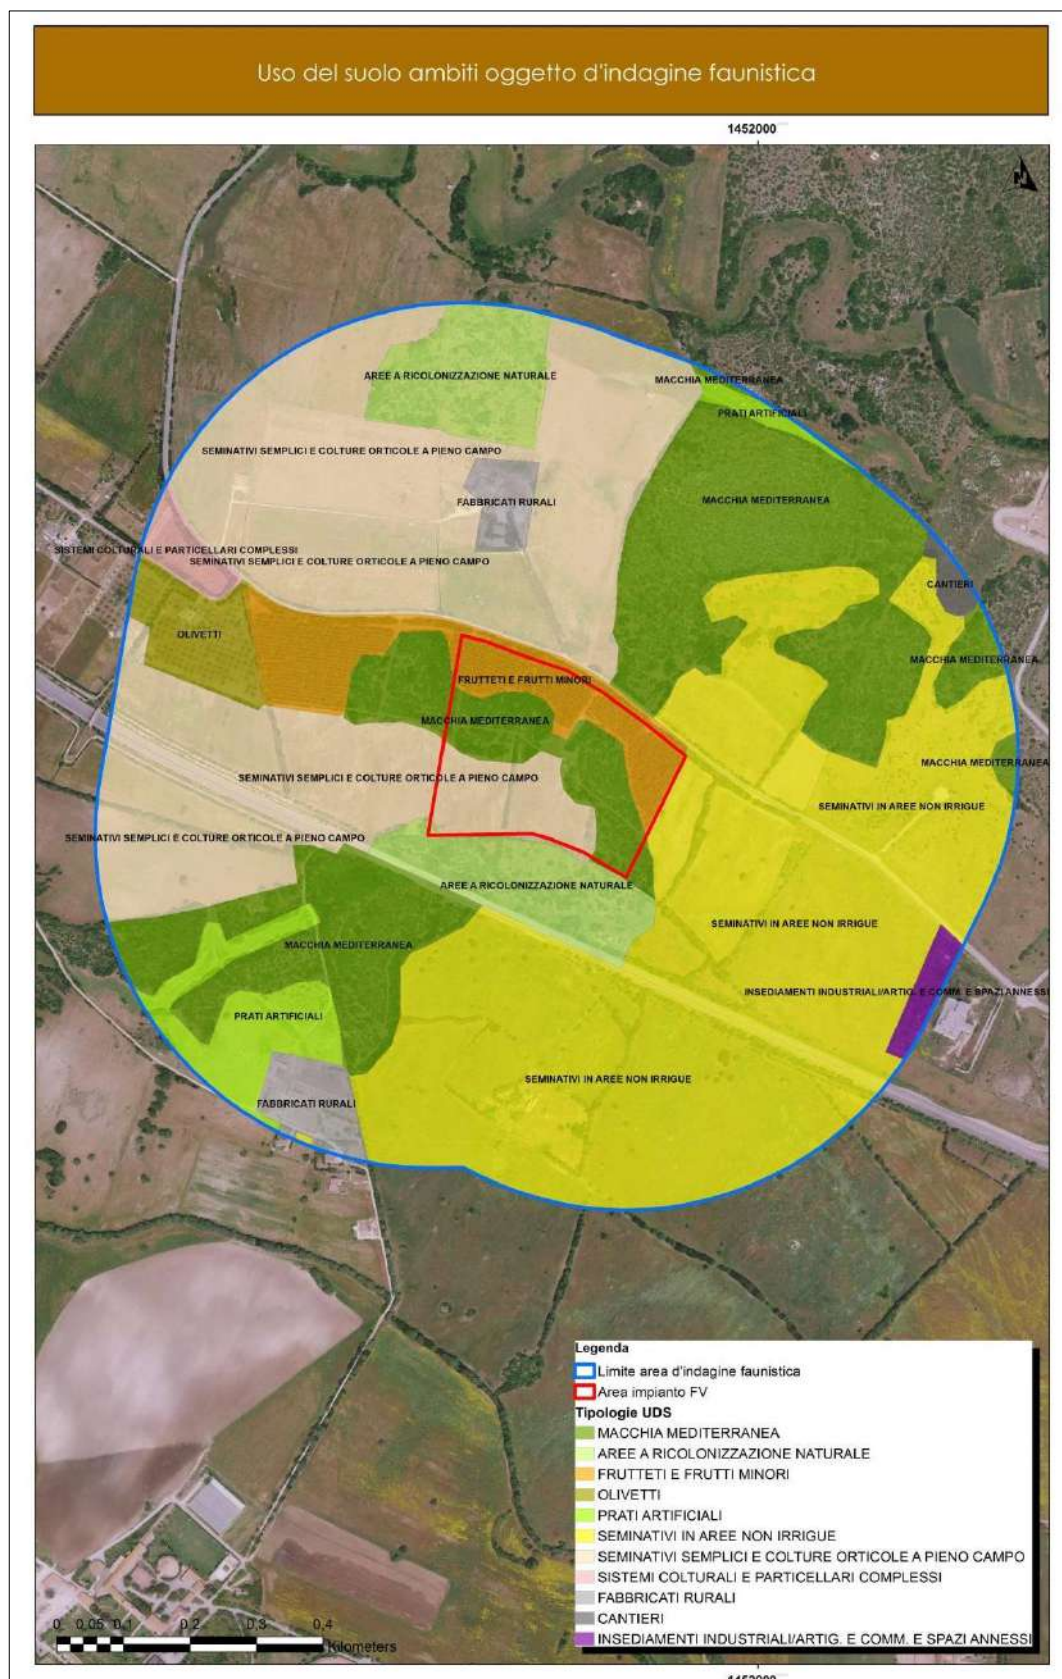 Uso del suolo ambiti oggetto d'indagine faunistica
1452000
N
AREE A RICOLONIZZAZIONE NATURALE
MACCHIA MEDITERRANEA
PRATI ARTIFICIALI
SEMINATIVI SEMPLICI E COLTURE ORTICOLE A PIENO CAMPO
MACCHIA MEDITERRANEA
FABBRICATI RURALI
SISTEMI COLTURALI E PARTICELLARI COMPLESSI
SEMINATIVI SEMPLICI E COLTURE ORTICOLE A PIENO CAMPO
CANTIERI
OLIVETTI
MACCHIA MEDITERRANEA
FRUTTETI E FRUTTI MINORI
MACCHIA MEDITERRANEA
MACCHIA MEDITERRANEA
SEMINATIVI SEMPLICI E COLTURE ORTICOLE A PIENO CAMPO
SEMINATIVI IN AREE NON IRRIGUE
SEMINATIVI SEMPLICI E COLTURE ORTICOLE A PIENO CAMPO
AREE A RICOLONIZZAZIONE NATURALE
SEMINATIVI IN AREE NON IRRIGUE
MACCHIA MEDITERRANEA
INSEDIAMENTI INDUSTRIALI/ARTIG. E COMM. E SPAZI ANNESSI
PRATI ARTIFICIALI
SEMINATIVI IN AREE NON IRRIGUE
FABBRICATI RURALI
Legenda
Limite area d'indagine faunistica
Area impianto FV
Tipologie UDS
MACCHIA MEDITERRANEA
AREE A RICOLONIZZAZIONE NATURALE
FRUTTETI E FRUTTI MINORI
OLIVETTI
PRATI ARTIFICIALI
SEMINATIVI IN AREE NON IRRIGUE
SEMINATIVI SEMPLICI E COLTURE ORTICOLE A PIENO CAMPO
SISTEMI COLTURALI E PARTICELLARI COMPLESSI
FABBRICATI RURALI
CANTIERI
INSEDIAMENTI INDUSTRIALI/ARTIG. E COMM. E SPAZI ANNESSI
0 0,05 0,1 0,2 0,3 0,4
Kilometers